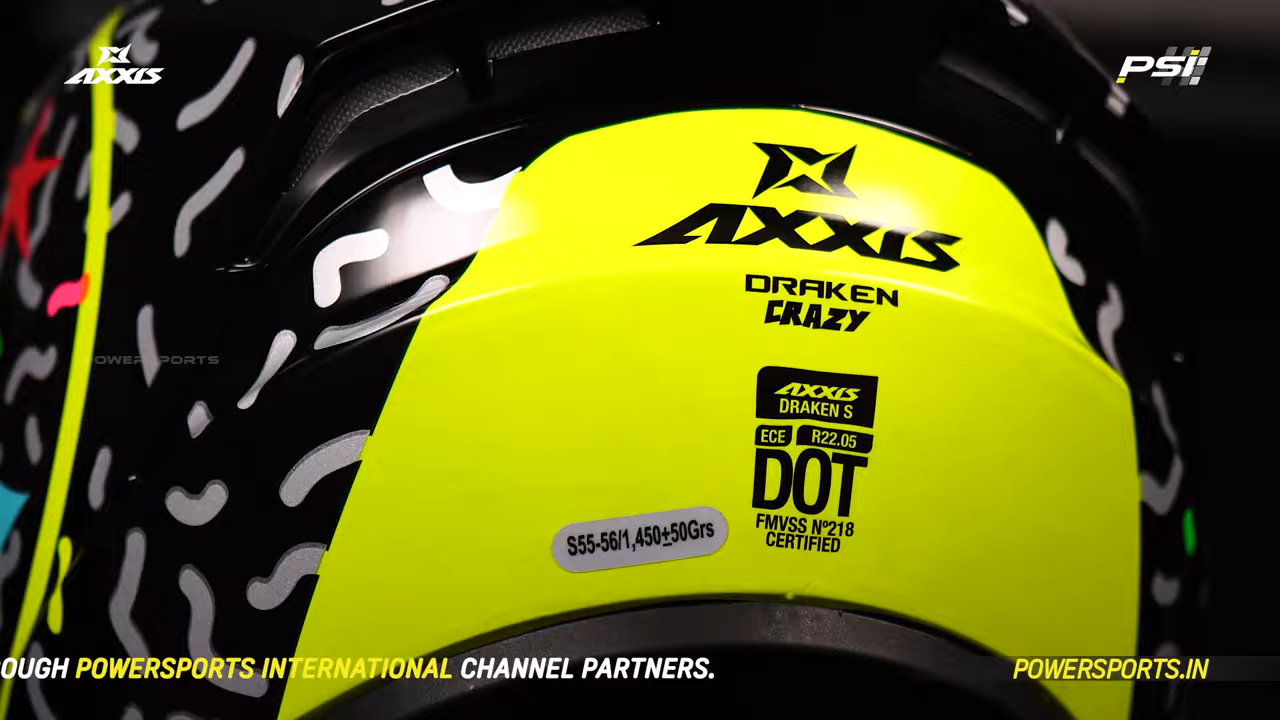 AXXIS
PSi
AXXIS
DRAKEN
CRAZY
AXXIS
DRAKEN S
ECE R22.05
DOT
FMVSS Nº218
CERTIFIED
S55-56/1,450±50Grs
POWERSPORTS
OUGH POWERSPORTS INTERNATIONAL CHANNEL PARTNERS.
POWERSPORTS.IN